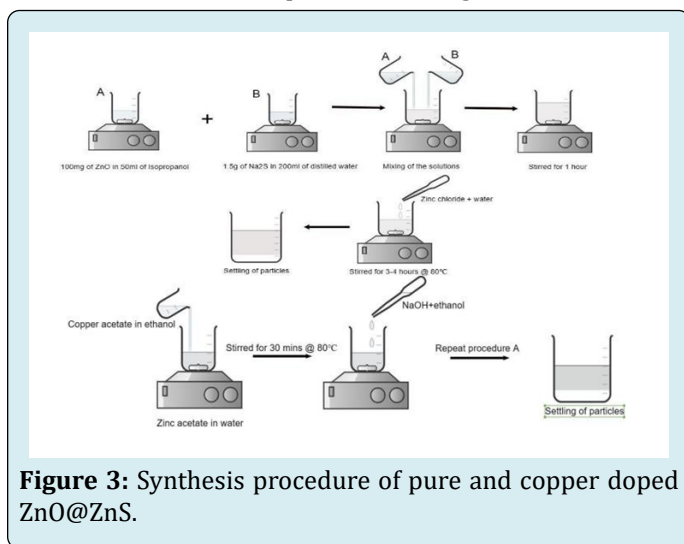 A
B
A
B
+
100mg of ZnO in 50ml of Isopropanol
1.5g of Na2S in 200ml of distilled water
Mixing of the solutions
Stirred for 1 hour
Zinc chloride + water
Settling of particles
Stirred for 3-4 hours @ 80℃
NaOH+ethanol
Copper acetate in ethanol
Stirred for 30 mins @ 80℃
Repeat procedure A
Zinc acetate in water
Settling of particles
Figure 3: Synthesis procedure of pure and copper doped
ZnO@ZnS.